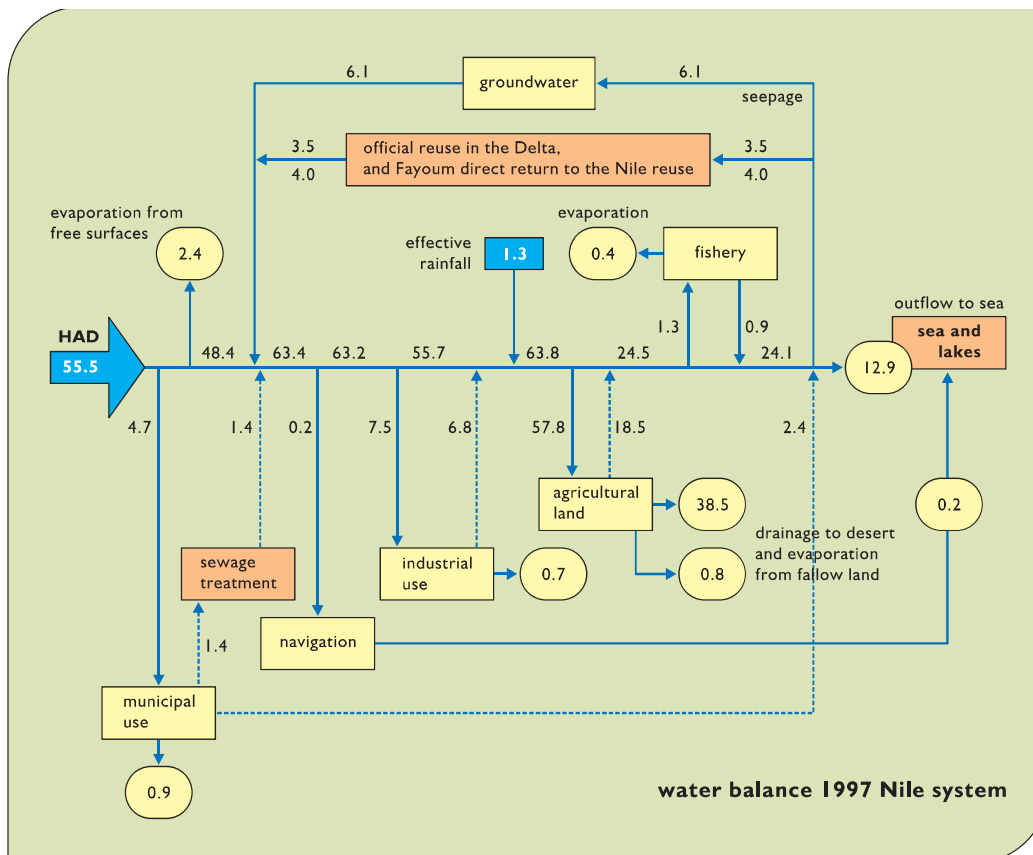 6.1
groundwater
6.1
seepage
3.5
4.0
official reuse in the Delta,
and Fayoum direct return to the Nile reuse
3.5
4.0
evaporation from
free surfaces
2.4
effective
rainfall
1.3
evaporation
0.4
fishery
1.3
0.9
outflow to sea
sea and
lakes
12.9
HAD
55.5
48.4
63.4
63.2
55.7
63.8
24.5
24.1
4.7
1.4
0.2
7.5
6.8
57.8
18.5
2.4
agricultural
land
38.5
0.2
drainage to desert
and evaporation
from fallow land
0.8
sewage
treatment
industrial
use
0.7
navigation
1.4
municipal
use
0.9
water balance 1997 Nile system